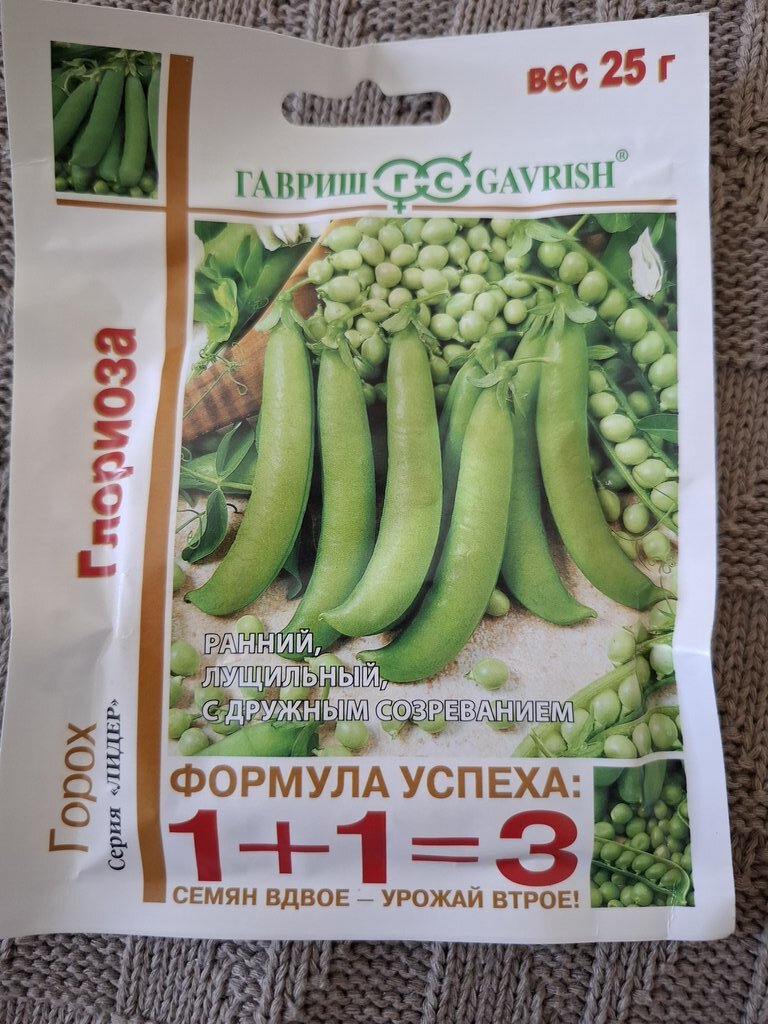 вес 25 г
ГАВРИШ ГС GAVRISH®
Глориоза
Горох
Серия «ЛИДЕР»
РАННИЙ,
ЛУЩИЛЬНЫЙ,
С ДРУЖНЫМ СОЗРЕВАНИЕМ
ФОРМУЛА УСПЕХА:
1+1=3
СЕМЯН ВДВОЕ – УРОЖАЙ ВТРОЕ!